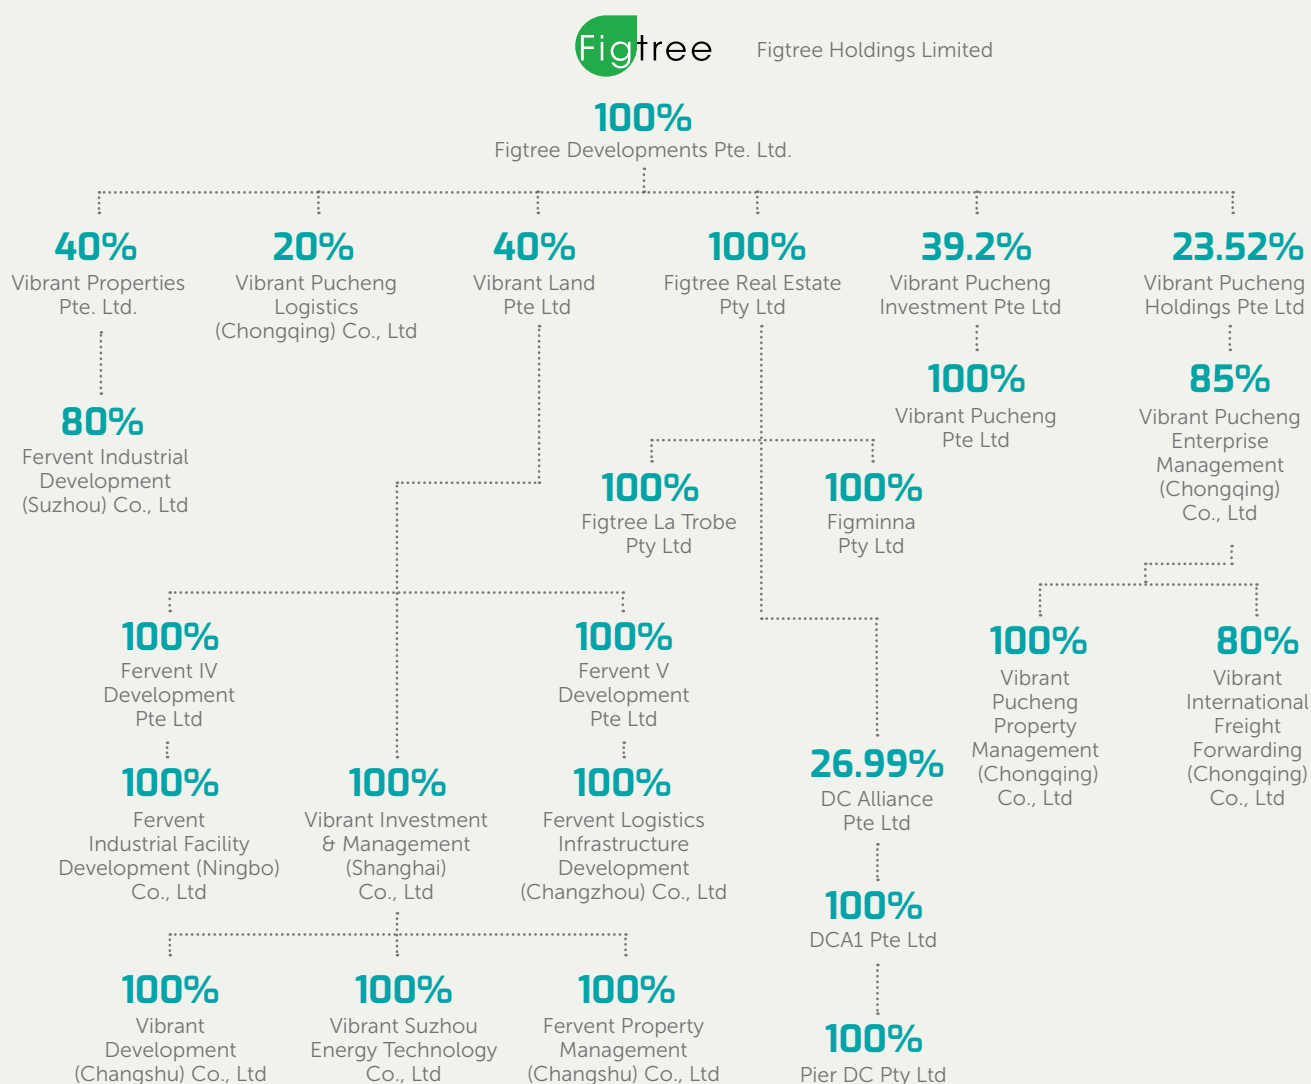 Figtree
Figtree Holdings Limited
100%
Figtree Developments Pte. Ltd.
40%
Vibrant Properties
Pte. Ltd.
20%
Vibrant Pucheng
Logistics
(Chongqing) Co., Ltd
40%
Vibrant Land
Pte Ltd
100%
Figtree Real Estate
Pty Ltd
39.2%
Vibrant Pucheng
Investment Pte Ltd
23.52%
Vibrant Pucheng
Holdings Pte Ltd
80%
Fervent Industrial
Development
(Suzhou) Co., Ltd
100%
Vibrant Pucheng
Pte Ltd
85%
Vibrant Pucheng
Enterprise
Management
(Chongqing)
Co., Ltd
100%
Figtree La Trobe
Pty Ltd
100%
Figminna
Pty Ltd
100%
Fervent IV
Development
Pte Ltd
100%
Fervent V
Development
Pte Ltd
100%
Vibrant
Pucheng
Property
Management
(Chongqing)
Co., Ltd
80%
Vibrant
International
Freight
Forwarding
(Chongqing)
Co., Ltd
100%
Fervent
Industrial Facility
Development (Ningbo)
Co., Ltd
100%
Vibrant Investment
& Management
(Shanghai)
Co., Ltd
100%
Fervent Logistics
Infrastructure
Development
(Changzhou) Co., Ltd
26.99%
DC Alliance
Pte Ltd
100%
DCA1 Pte Ltd
100%
Vibrant
Development
(Changshu) Co., Ltd
100%
Vibrant Suzhou
Energy Technology
Co., Ltd
100%
Fervent Property
Management
(Changshu) Co., Ltd
100%
Pier DC Pty Ltd